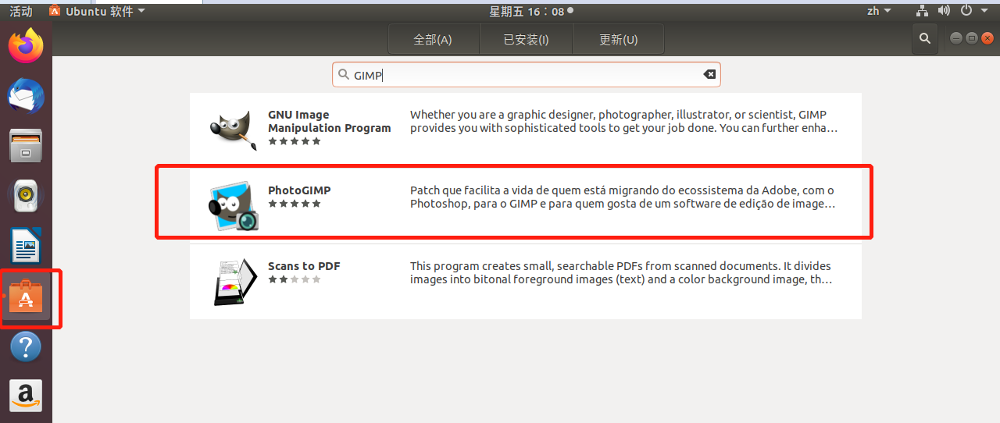 活动 Ubuntu 软件 星期五 16：08 zh
全部(A) 已安装(I) 更新(U)
GIMP
GNU Image
Manipulation Program
Whether you are a graphic designer, photographer, illustrator, or scientist, GIMP
provides you with sophisticated tools to get your job done. You can further enha…
PhotoGIMP
Patch que facilita a vida de quem está migrando do ecossistema da Adobe, com o
Photoshop, para o GIMP e para quem gosta de um software de edição de image…
Scans to PDF
This program creates small, searchable PDFs from scanned documents. It divides
images into bitonal foreground images (text) and a color background image, th…